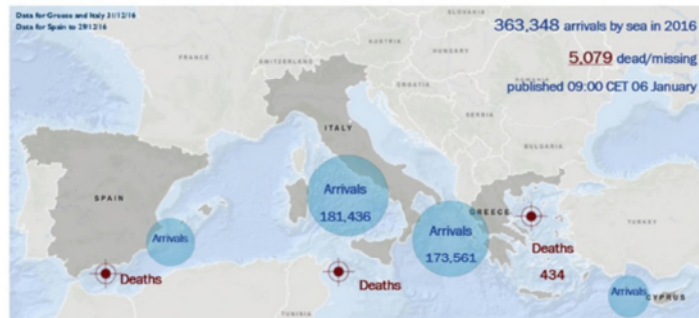 Data for Greece and Italy 31/12/16
Data for Spain to 29/12/16
363,348 arrivals by sea in 2016
5,079 dead/missing
published 09:00 CET 06 January
SLOVAKIA
AUSTRIA
HUNGARY
FRANCE
SWITZERLAND
CROATIA
SERBIA
ITALY
BULGARIA
SPAIN
Arrivals
181,436
GREECE
TURKEY
Arrivals
Arrivals
173,561
Deaths
434
Deaths
Deaths
Arrivals
CYPRUS
TUNISIA